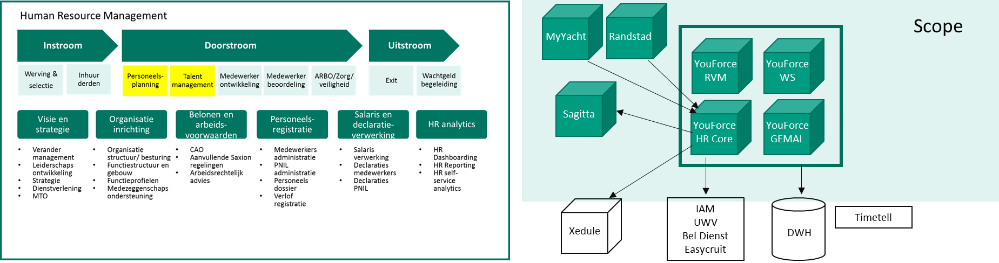 Human Resource Management
Instroom
Doorstroom
Uitstroom
Werving &
selectie
Inhuur
derden
Personeels-
planning
Talent
management
Medewerker
ontwikkeling
Medewerker
beoordeling
ARBO/Zorg/
veiligheid
Exit
Wachtgeld
begeleiding
Visie en
strategie
Organisatie
inrichting
Belonen en
arbeids-
voorwaarden
Personeels-
registratie
Salaris en
declaratie-
verwerking
HR analytics
• Verander
management
• Leiderschaps
ontwikkeling
• Strategie
• Dienstverlening
• MTO
• Organisatie
structuur/ besturing
• Functiestructuur en
gebouw
• Functieprofielen
• Medezeggenschaps
ondersteuning
• CAO
• Aanvullende Saxion
regelingen
• Arbeidsrechtelijk
advies
• Medewerkers
administratie
• PNIL
administratie
• Personeels
dossier
• Verlof
registratie
• Salaris
verwerking
• Declaraties
medewerkers
• Declaraties
PNIL
• HR
Dashboarding
• HR Reporting
• HR self-
service
analytics
Scope
MyYacht
Randstad
YouForce
RVM
YouForce
WS
Sagitta
YouForce
HR Core
YouForce
GEMAL
Xedule
IAM
UWV
Bel Dienst
Easycruit
DWH
Timetell